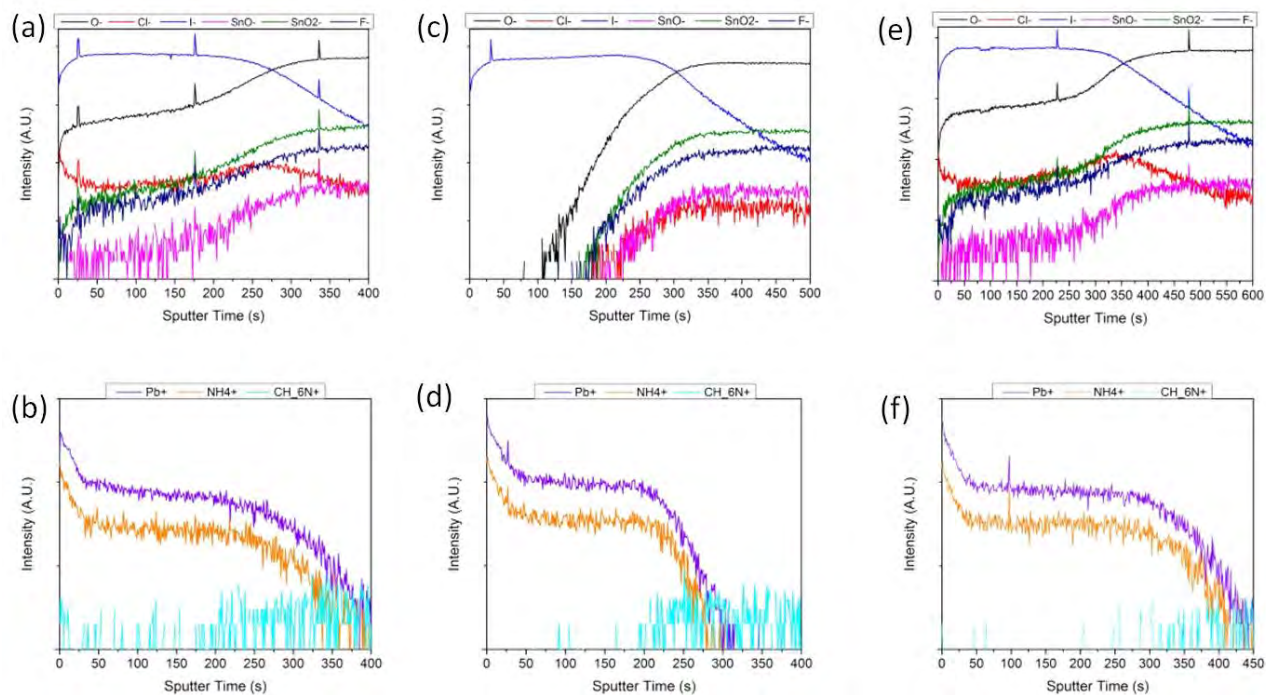 (a) O- Cl- I- SnO- SnO2- F-
Intensity (A.U.)
0 50 100 150 200 250 300 350 400
Sputter Time (s)
(c) O- Cl- I- SnO- SnO2- F-
Intensity (A.U.)
0 50 100 150 200 250 300 350 400 450 500
Sputter Time (s)
(e) O- Cl- I- SnO- SnO2- F-
Intensity (A.U.)
0 50 100 150 200 250 300 350 400 450 500 550 600
Sputter Time (s)
(b) Pb+ NH4+ CH_6N+
Intensity (A.U.)
0 50 100 150 200 250 300 350 400
Sputter Time (s)
(d) Pb+ NH4+ CH_6N+
Intensity (A.U.)
0 50 100 150 200 250 300 350 400
Sputter Time (s)
(f) Pb+ NH4+ CH_6N+
Intensity (A.U.)
0 50 100 150 200 250 300 350 400 450
Sputter Time (s)